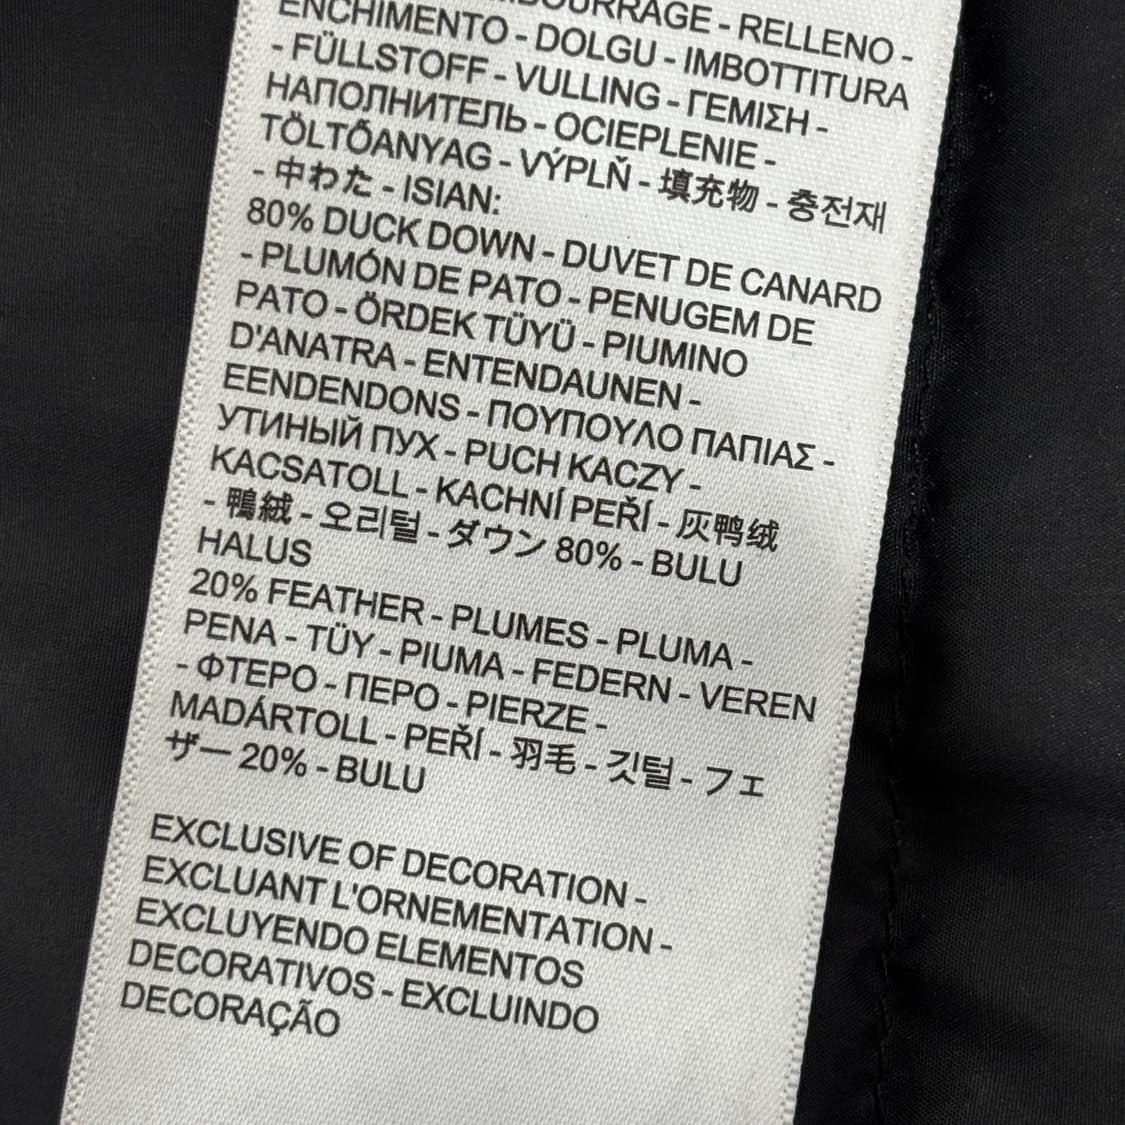 EMBOURRAGE - RELLENO -
ENCHIMENTO - DOLGU - IMBOTTITURA
- FÜLLSTOFF - VULLING - ΓΕΜΙΣΗ -
НАПОЛНИТЕЛЬ - OCIEPLENIE -
TÖLTŐANYAG - VÝPLŇ - 填充物 - 충전재
- 中わた - ISIAN:
80% DUCK DOWN - DUVET DE CANARD
- PLUMÓN DE PATO - PENUGEM DE
PATO - ÖRDEK TÜYÜ - PIUMINO
D'ANATRA - ENTENDAUNEN -
EENDENDONS - ΠΟΥΠΟΥΛΟ ΠΑΠΙΑΣ -
УТИНЫЙ ПУХ - PUCH KACZY -
KACSATOLL - KACHNÍ PEŘÍ - 灰鸭绒
- 鴨絨 - 오리털 - ダウン 80% - BULU
HALUS
20% FEATHER - PLUMES - PLUMA -
PENA - TÜY - PIUMA - FEDERN - VEREN
- ΦΤΕΡΟ - ПЕРО - PIERZE -
MADÁRTOLL - PEŘÍ - 羽毛 - 깃털 - フェ
ザー 20% - BULU
EXCLUSIVE OF DECORATION -
EXCLUANT L'ORNEMENTATION -
EXCLUYENDO ELEMENTOS
DECORATIVOS - EXCLUINDO
DECORAÇÃO